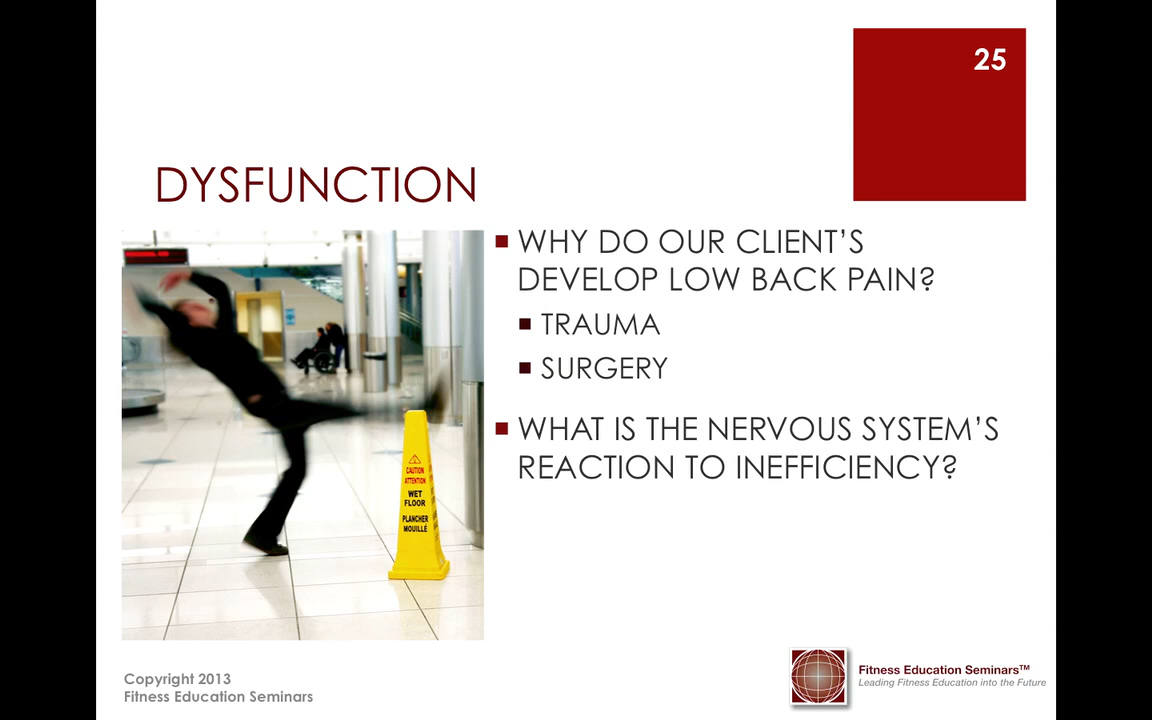 25
DYSFUNCTION
WHY DO OUR CLIENT’S
DEVELOP LOW BACK PAIN?
TRAUMA
SURGERY
WHAT IS THE NERVOUS SYSTEM’S
REACTION TO INEFFICIENCY?
CAUTION
ATTENTION
WET
FLOOR
PLANCHER
MOUILLÉ
Copyright 2013
Fitness Education Seminars
Fitness Education Seminars™
Leading Fitness Education into the Future